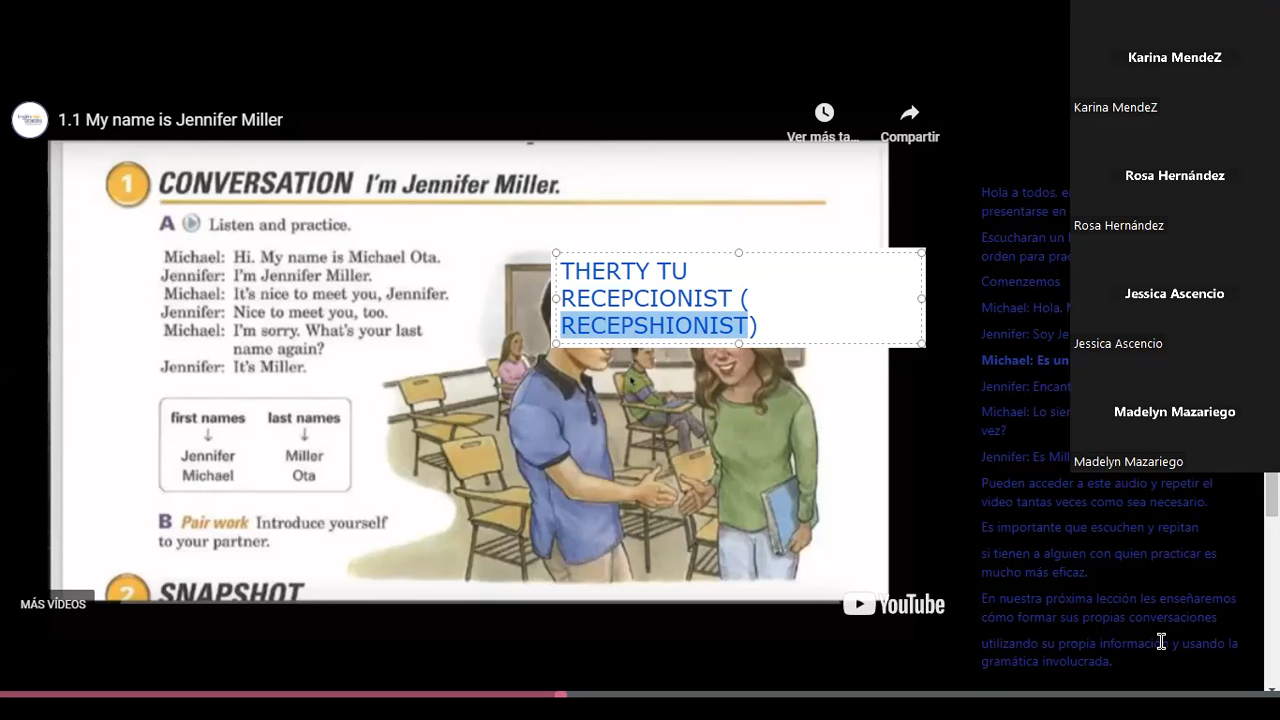 1.1 My name is Jennifer Miller
Ver más ta...
Compartir
1 CONVERSATION I'm Jennifer Miller.
A Listen and practice.
Michael: Hi. My name is Michael Ota.
Jennifer: I'm Jennifer Miller.
Michael: It's nice to meet you, Jennifer.
Jennifer: Nice to meet you, too.
Michael: I'm sorry. What's your last
name again?
Jennifer: It's Miller.
first names last names
Jennifer Miller
Michael Ota
B Pair work Introduce yourself
to your partner.
2 SNAPSHOT
THERTY TU
RECEPCIONIST (
RECEPSHIONIST)
MÁS VÍDEOS
YouTube
Hola a todos,
presentarse en
Escucharan un
orden para
Comenzemos
Michael: Hola.
Jennifer: Soy
Michael: Es un
Jennifer:
Michael: Lo
vez?
Jennifer: Es
Pueden acceder a este audio y repetir el
video tantas veces como sea necesario.
Es importante que escuchen y repitan
si tienen a alguien con quien practicar es
mucho más eficaz.
En nuestra próxima lección les enseñaremos
cómo formar sus propias conversaciones
utilizando su propia información y usando la
gramática involucrada.
Karina MendeZ
Karina MendeZ
Rosa Hernández
Rosa Hernández
Jessica Ascencio
Jessica Ascencio
Madelyn Mazariego
Madelyn Mazariego